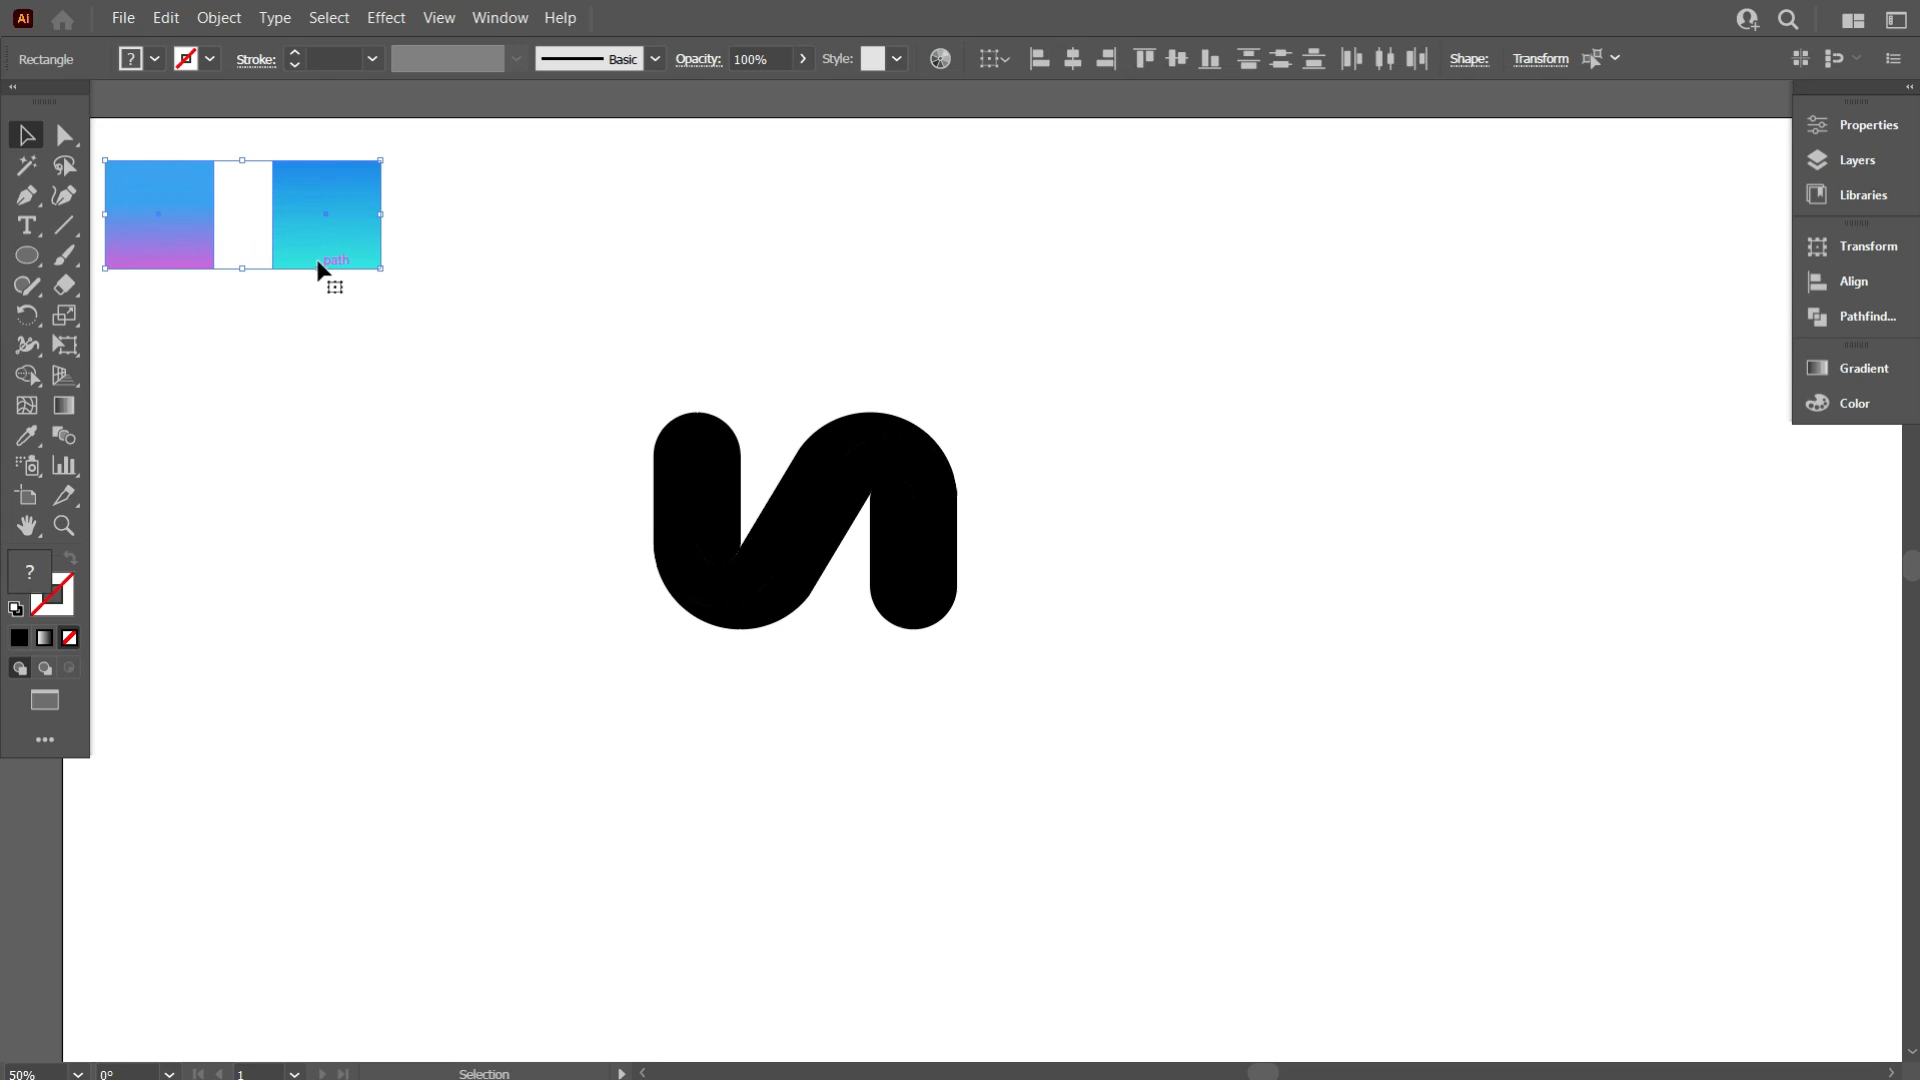 Ai File Edit Object Type Select Effect View Window Help
Rectangle ? Stroke: Basic Opacity: 100% Style: Shape: Transform
Properties
Layers
Libraries
Transform
Align
Pathfind...
Gradient
Color
path
T
?
50% 0° 1 Selection